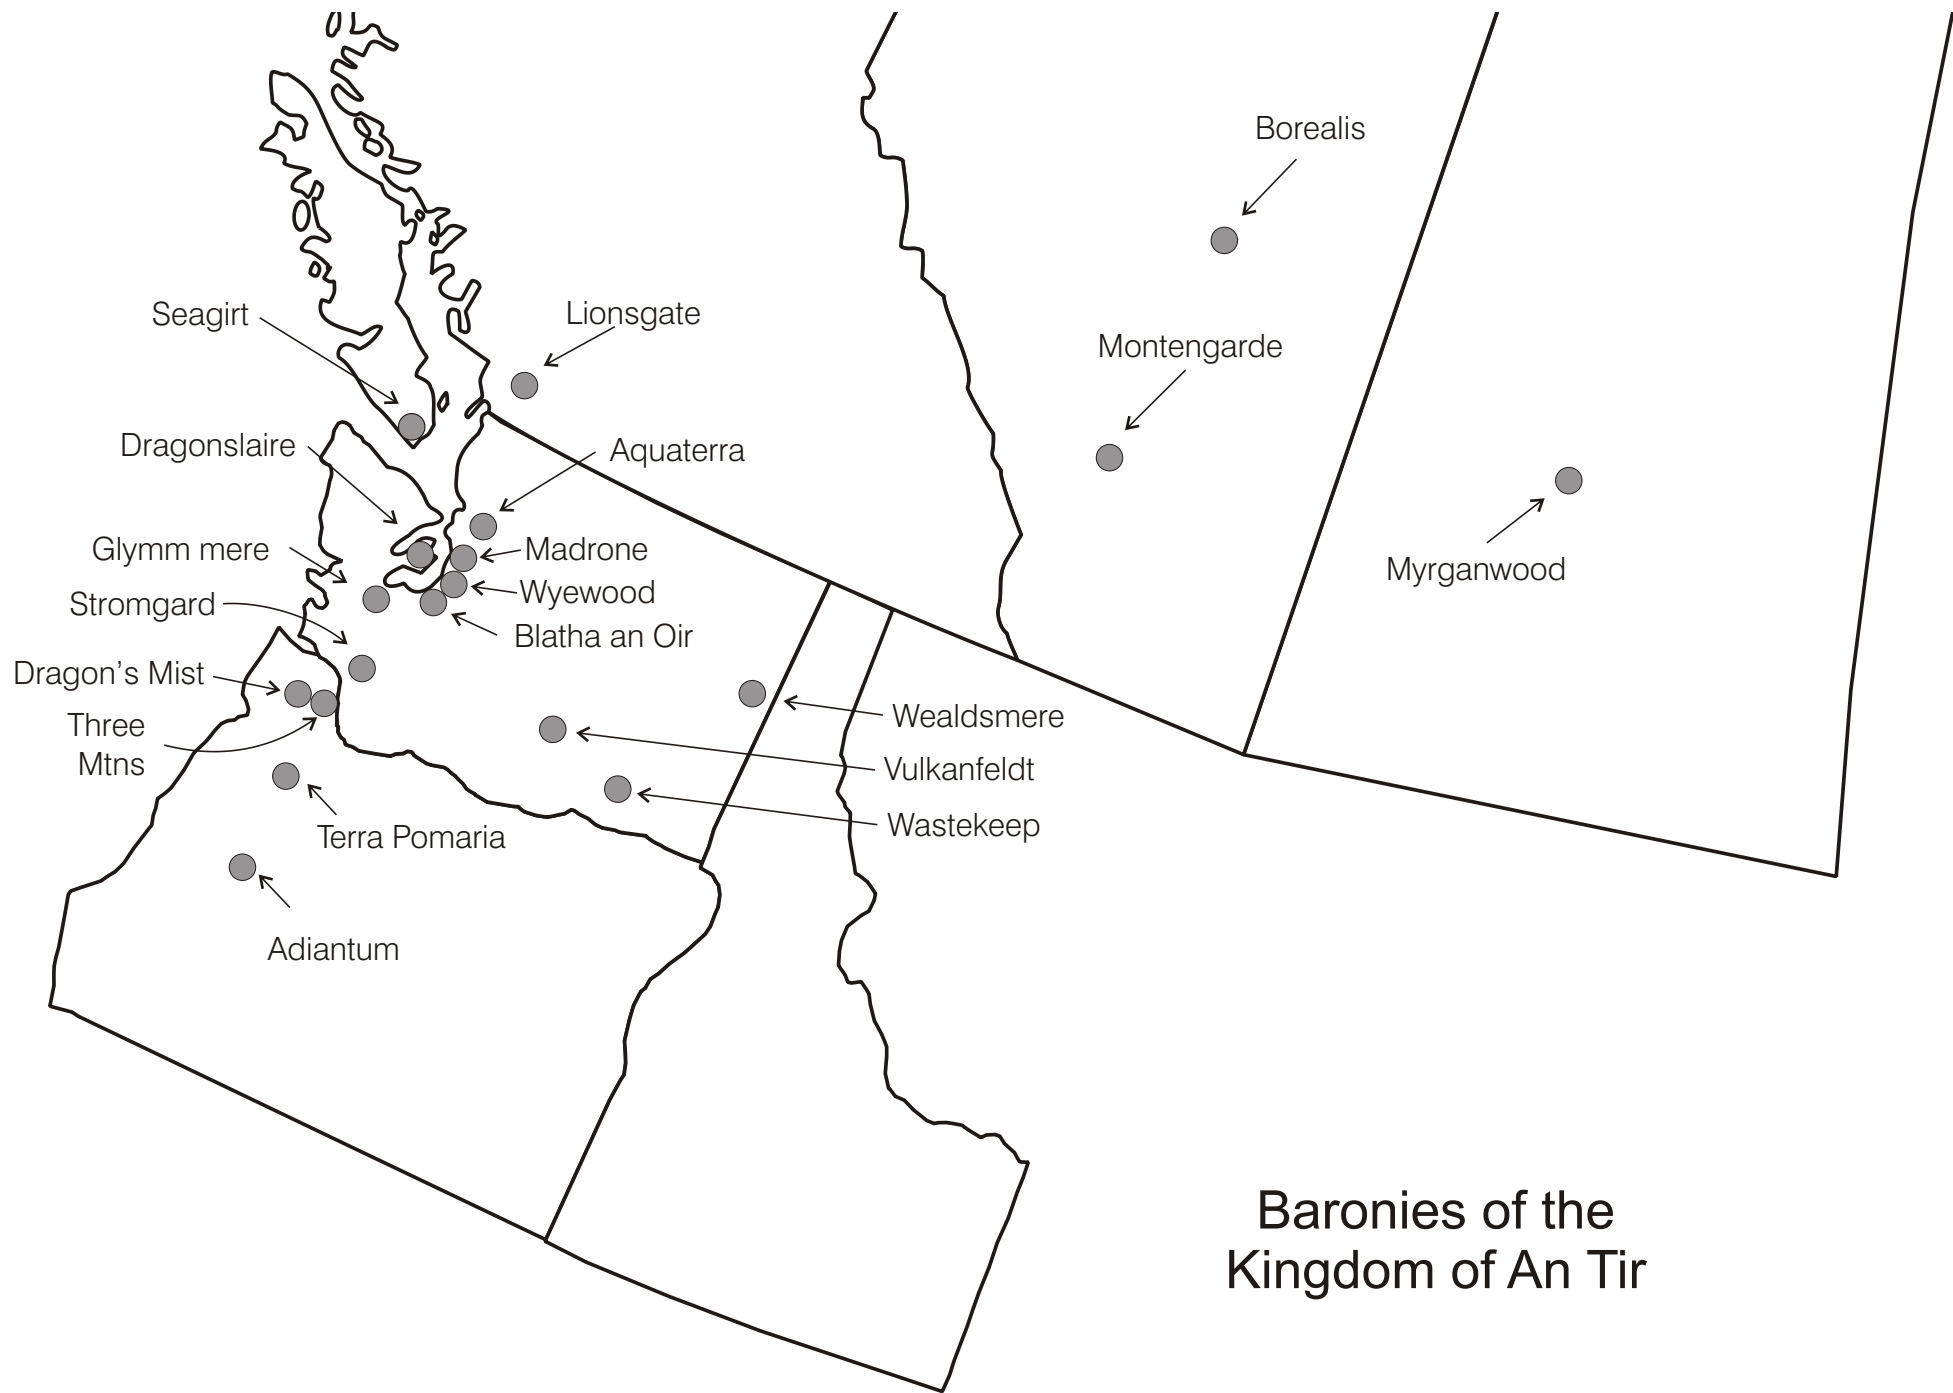 Borealis
Seagirt
Lionsgate
Montengarde
Dragonslaire
Aquaterra
Glymm mere
Madrone
Myrganwood
Stromgard
Wyewood
Blatha an Oir
Dragon's Mist
Three
Mtns
Wealdsmere
Vulkanfeldt
Terra Pomaria
Wastekeep
Adiantum
Baronies of the
Kingdom of An Tir